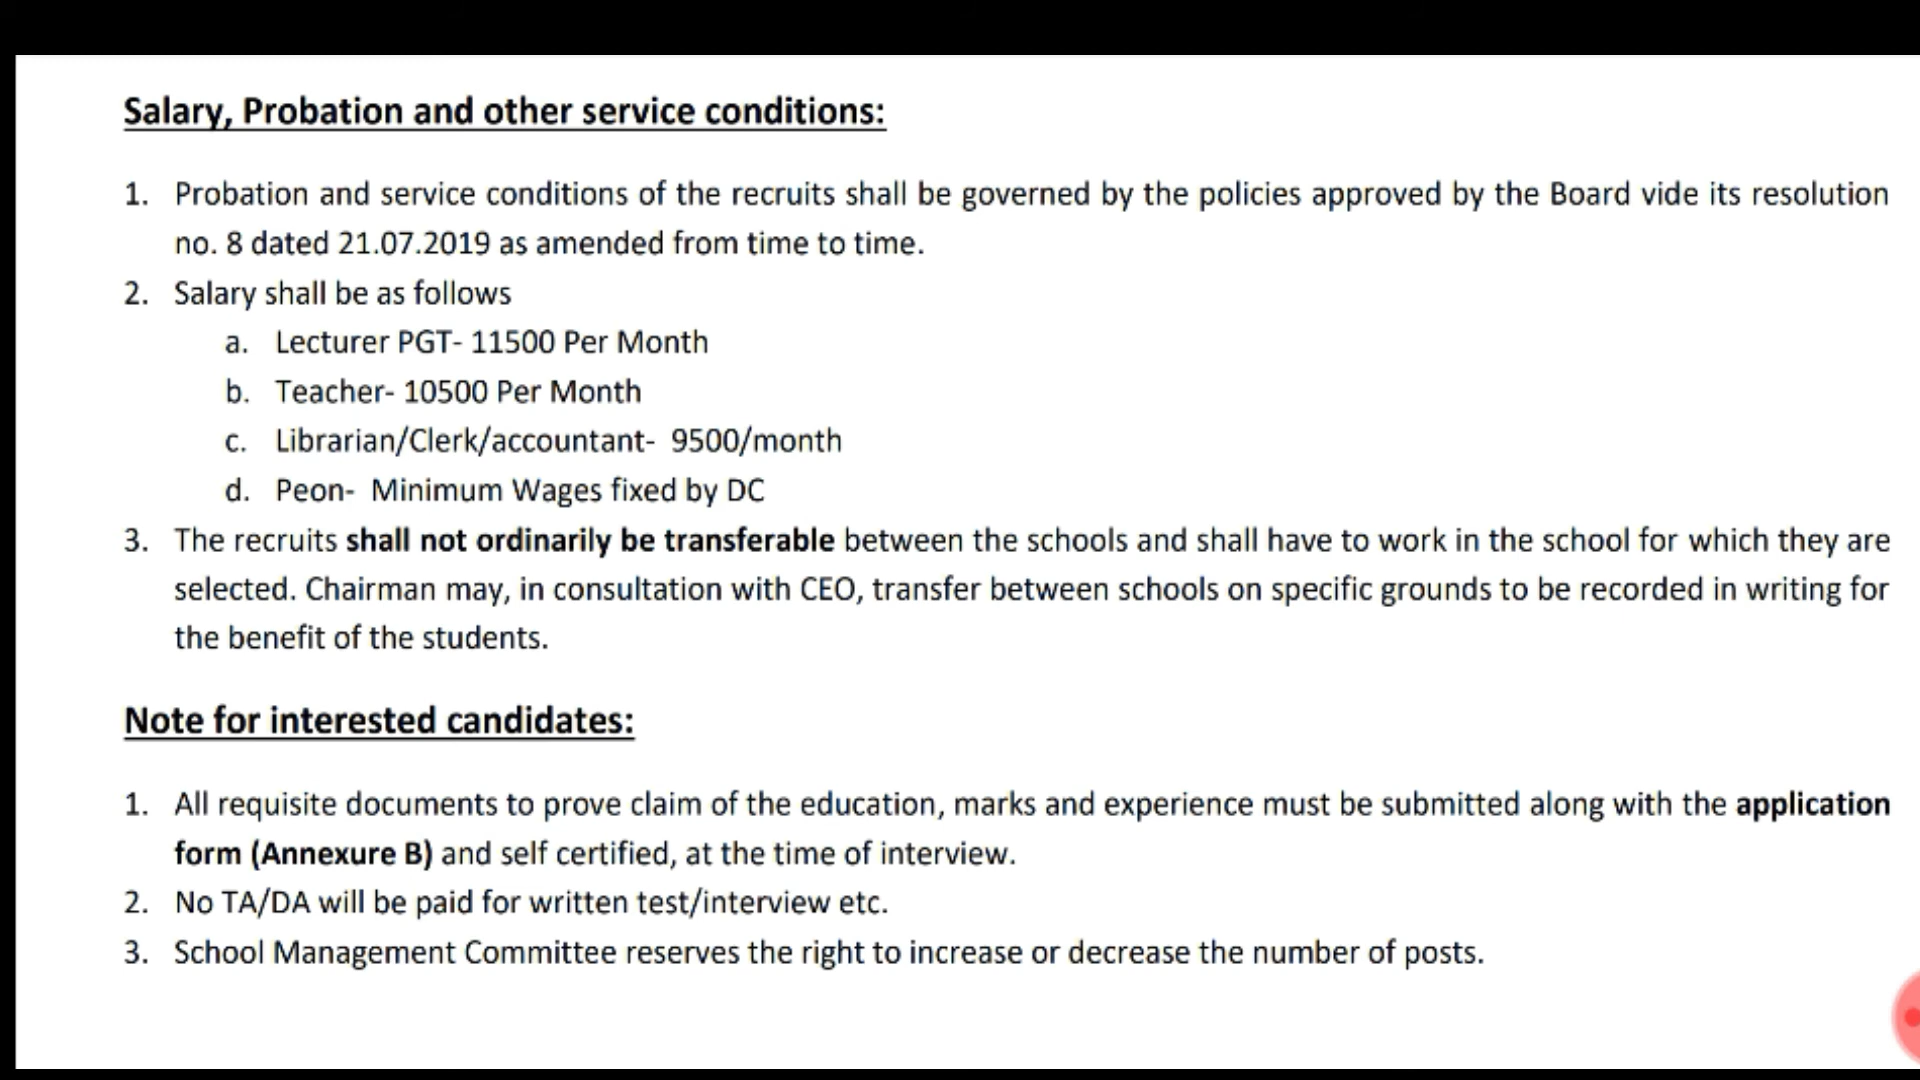 Salary, Probation and other service conditions:
1. Probation and service conditions of the recruits shall be governed by the policies approved by the Board vide its resolution
no. 8 dated 21.07.2019 as amended from time to time.
2. Salary shall be as follows
a. Lecturer PGT- 11500 Per Month
b. Teacher- 10500 Per Month
c. Librarian/Clerk/accountant-  9500/month
d. Peon-  Minimum Wages fixed by DC
3. The recruits shall not ordinarily be transferable between the schools and shall have to work in the school for which they are
selected. Chairman may, in consultation with CEO, transfer between schools on specific grounds to be recorded in writing for
the benefit of the students.
Note for interested candidates:
1. All requisite documents to prove claim of the education, marks and experience must be submitted along with the application
form (Annexure B) and self certified, at the time of interview.
2. No TA/DA will be paid for written test/interview etc.
3. School Management Committee reserves the right to increase or decrease the number of posts.